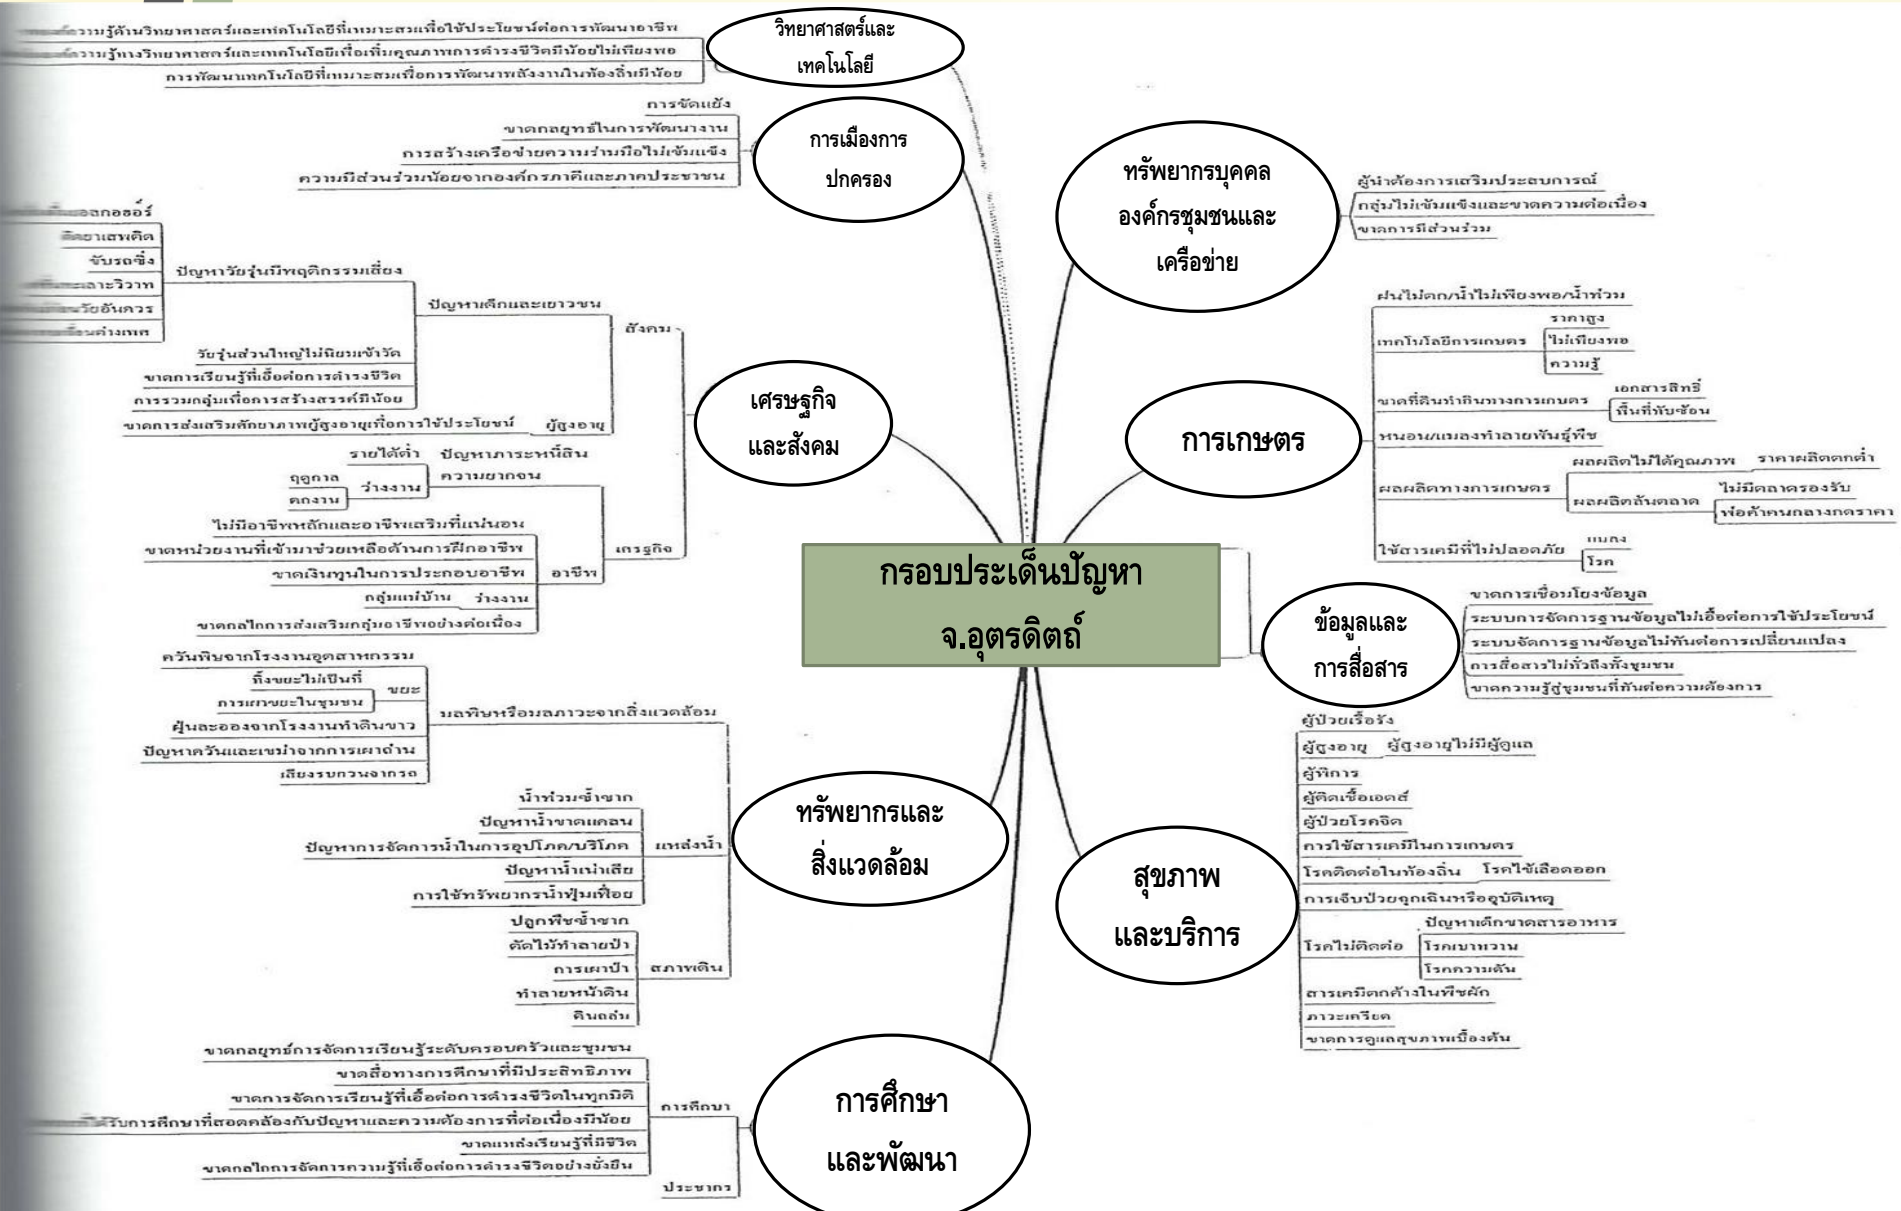 วิทยาศาสตร์และ
เทคโนโลยี
ความรู้ด้านวิทยาศาสตร์และเทคโนโลยีที่เหมาะสมเพื่อใช้ประโยชน์ต่อการพัฒนาอาชีพ
ความรู้ทางวิทยาศาสตร์และเทคโนโลยีเพื่อเพิ่มคุณภาพการดำรงชีวิตมีน้อยไม่เพียงพอ
การพัฒนาเทคโนโลยีที่เหมาะสมเพื่อการพัฒนาพลังงานในท้องถิ่นมีน้อย
การเมืองการ
ปกครอง
การขัดแย้ง
ขาดกลยุทธ์ในการพัฒนางาน
การสร้างเครือข่ายความร่วมมือไม่เข้มแข็ง
ความมีส่วนร่วมน้อยจากองค์กรภาคีและภาคประชาชน
เศรษฐกิจ
และสังคม
สังคม
ปัญหาเด็กและเยาวชน
ปัญหาวัยรุ่นมีพฤติกรรมเสี่ยง
แอลกอฮอร์
ติดยาเสพติด
ขับรถซิ่ง
ทะเลาะวิวาท
วัยอันควร
ต่างเพศ
วัยรุ่นส่วนใหญ่ไม่นิยมเข้าวัด
ขาดการเรียนรู้ที่เอื้อต่อการดำรงชีวิต
การรวมกลุ่มเพื่อการสร้างสรรค์มีน้อย
ขาดการส่งเสริมศักยาภาพผู้สูงอายุเพื่อการใช้ประโยชน์ ผู้สูงอายุ
เศรฐกิจ
รายได้ต่ำ ปัญหาภาระหนี้สิน
ฤดูกาล
ตกงาน
ว่างงาน
ความยากจน
ไม่มีอาชีพหลักและอาชีพเสริมที่แน่นอน
ขาดหน่วยงานที่เข้ามาช่วยเหลือด้านการฝึกอาชีพ
ขาดเงินทุนในการประกอบอาชีพ
อาชีพ
กลุ่มแม่บ้าน ว่างงาน
ขาดกลไกการส่งเสริมกลุ่มอาชีพอย่างต่อเนื่อง
กรอบประเด็นปัญหา
จ.อุตรดิตถ์
ทรัพยากรและ
สิ่งแวดล้อม
มลพิษหรือมลภาวะจากสิ่งแวดล้อม
ควันพิษจากโรงงานอุตสาหกรรม
ทิ้งขยะไม่เป็นที่
การเผาขยะในชุมชน
ขยะ
ฝุ่นละอองจากโรงงานทำดินขาว
ปัญหาควันและเขม่าจากการเผาถ่าน
เสียงรบกวนจากรถ
แหล่งน้ำ
น้ำท่วมซ้ำซาก
ปัญหาน้ำขาดแคลน
ปัญหาการจัดการน้ำในการอุปโภค/บริโภค
ปัญหาน้ำเน่าเสีย
การใช้ทรัพยากรน้ำฟุ่มเฟือย
สภาพดิน
ปลูกพืชซ้ำซาก
ตัดไม้ทำลายป่า
การเผาป่า
ทำลายหน้าดิน
ดินถล่ม
การศึกษา
และพัฒนา
การศึกษา
ขาดกลยุทธ์การจัดการเรียนรู้ระดับครอบครัวและชุมชน
ขาดสื่อทางการศึกษาที่มีประสิทธิภาพ
ขาดการจัดการเรียนรู้ที่เอื้อต่อการดำรงชีวิตในทุกมิติ
ได้รับการศึกษาที่สอดคล้องกับปัญหาและความต้องการที่ต่อเนื่องมีน้อย
ขาดแหล่งเรียนรู้ที่มีชีวิต
ขาดกลไกการจัดการความรู้ที่เอื้อต่อการดำรงชีวิตอย่างยั่งยืน
ประชากร
ทรัพยากรบุคคล
องค์กรชุมชนและ
เครือข่าย
ผู้นำต้องการเสริมประสบการณ์
กลุ่มไม่เข้มแข็งและขาดความต่อเนื่อง
ขาดการมีส่วนร่วม
การเกษตร
ฝนไม่ตก/น้ำไม่เพียงพอ/น้ำท่วม
เทคโนโลยีการเกษตร
ราคาสูง
ไม่เพียงพอ
ความรู้
ขาดที่ดินทำกินทางการเกษตร
เอกสารสิทธิ์
พื้นที่ทับซ้อน
หนอน/แมลงทำลายพันธุ์พืช
ผลผลิตทางการเกษตร
ผลผลิตไม่ได้คุณภาพ ราคาผลิตตกต่ำ
ผลผลิตล้นตลาด
ไม่มีตลาดรองรับ
พ่อค้าคนกลางกดราคา
ใช้สารเคมีที่ไม่ปลอดภัย
แมลง
โรค
ข้อมูลและ
การสื่อสาร
ขาดการเชื่อมโยงข้อมูล
ระบบการจัดการฐานข้อมูลไม่เอื้อต่อการใช้ประโยชน์
ระบบจัดการฐานข้อมูลไม่ทันต่อการเปลี่ยนแปลง
การสื่อสารไม่ทั่วถึงทั้งชุมชน
ขาดความรู้สู่ชุมชนที่ทันต่อความต้องการ
สุขภาพ
และบริการ
ผู้ป่วยเรื้อรัง
ผู้สูงอายุ ผู้สูงอายุไม่มีผู้ดูแล
ผู้พิการ
ผู้ติดเชื้อเอดส์
ผู้ป่วยโรคจิต
การใช้สารเคมีในการเกษตร
โรคติดต่อในท้องถิ่น โรคไข้เลือดออก
การเจ็บป่วยฉุกเฉินหรืออุบัติเหตุ
โรคไม่ติดต่อ
ปัญหาเด็กขาดสารอาหาร
โรคเบาหวาน
โรคความดัน
สารเคมีตกค้างในพืชผัก
ภาวะเครียด
ขาดการดูแลสุขภาพเบื้องต้น